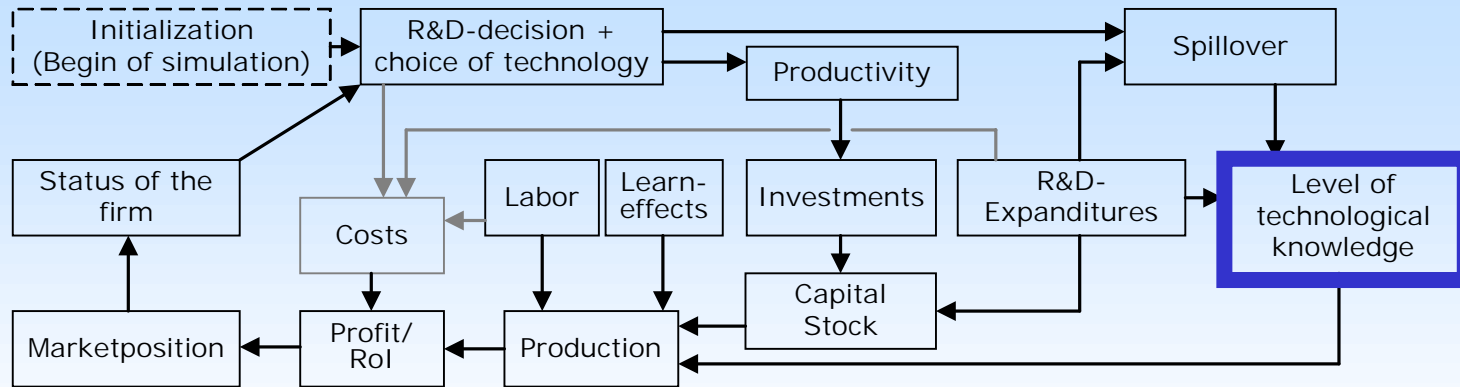 Initialization
(Begin of simulation)
R&D-decision +
choice of technology
Spillover
Productivity
Status of the
firm
Costs
Labor
Learn-
effects
Investments
R&D-
Expanditures
Level of
technological
knowledge
Marketposition
Profit/
RoI
Production
Capital
Stock